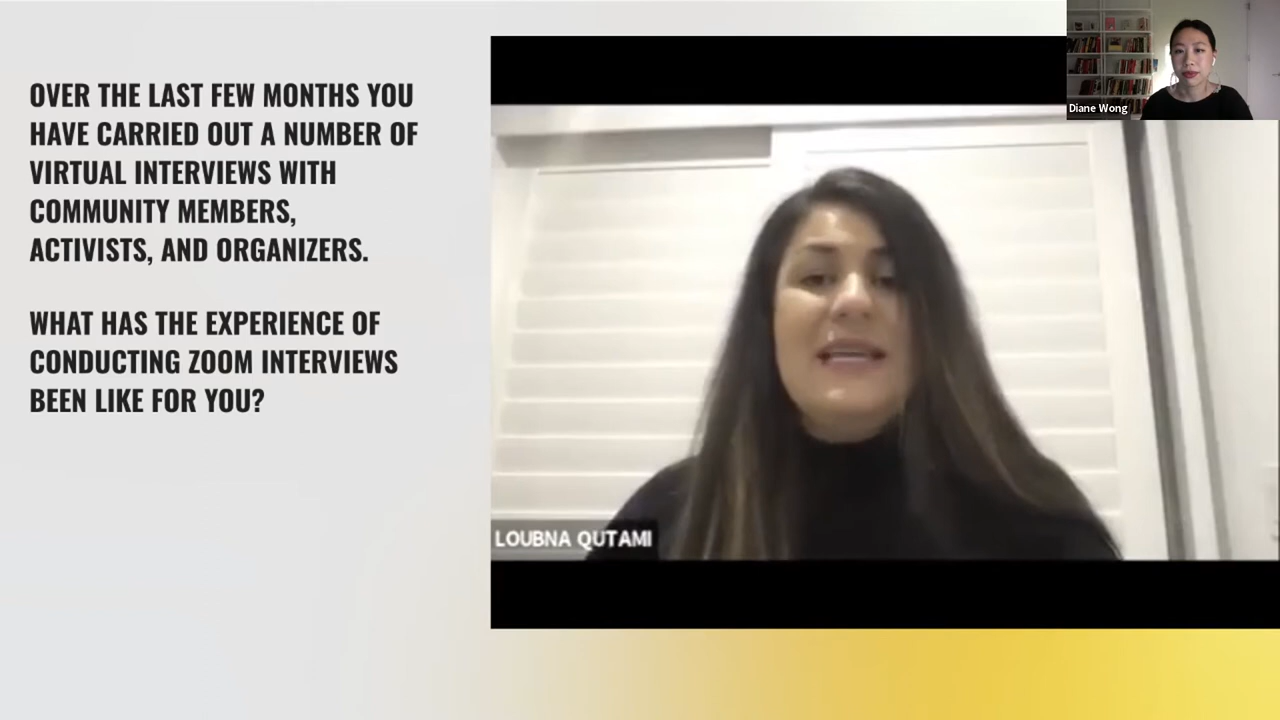 OVER THE LAST FEW MONTHS YOU
HAVE CARRIED OUT A NUMBER OF
VIRTUAL INTERVIEWS WITH
COMMUNITY MEMBERS,
ACTIVISTS, AND ORGANIZERS.
WHAT HAS THE EXPERIENCE OF
CONDUCTING ZOOM INTERVIEWS
BEEN LIKE FOR YOU?
Diane Wong
LOUBNA QUTAMI